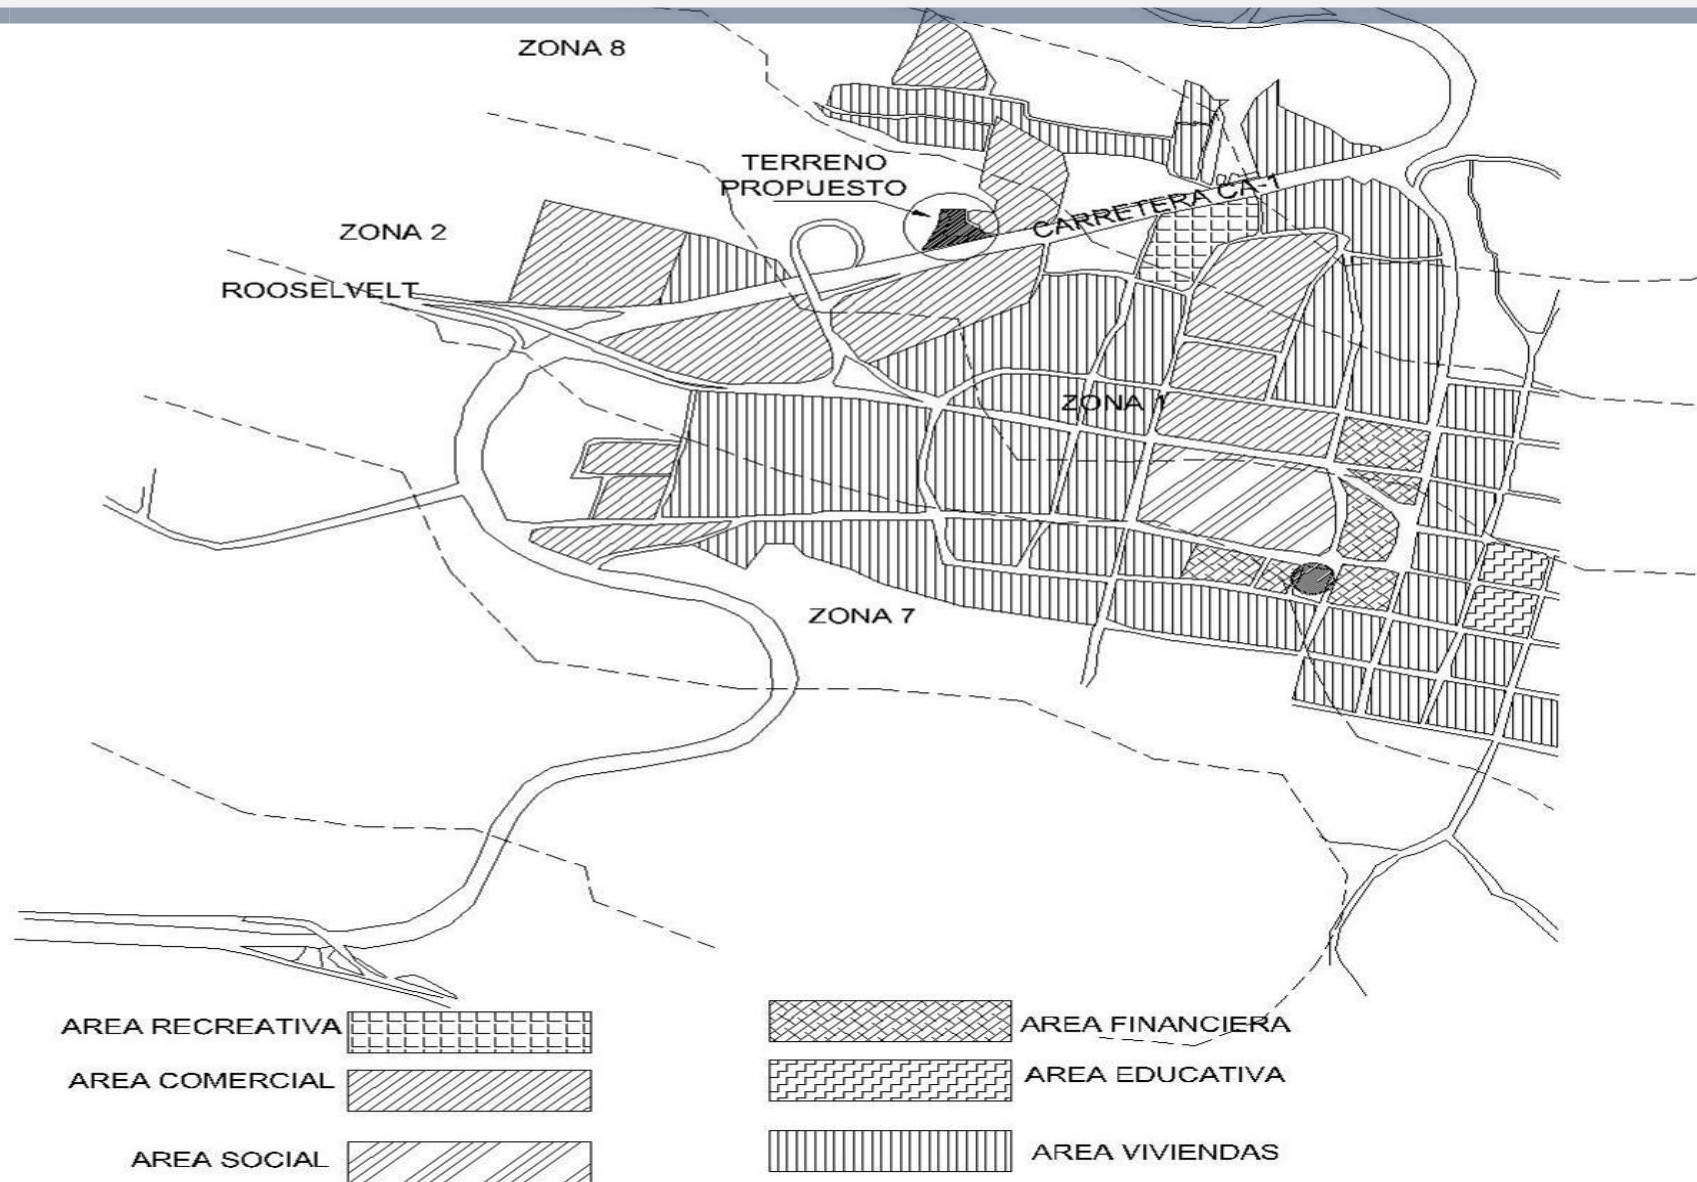 ZONA 8
TERRENO
PROPUESTO
CARRETERA CA-1
ZONA 2
ROOSELVELT
ZONA 1
ZONA 7
AREA RECREATIVA
AREA FINANCIERA
AREA COMERCIAL
AREA EDUCATIVA
AREA SOCIAL
AREA VIVIENDAS